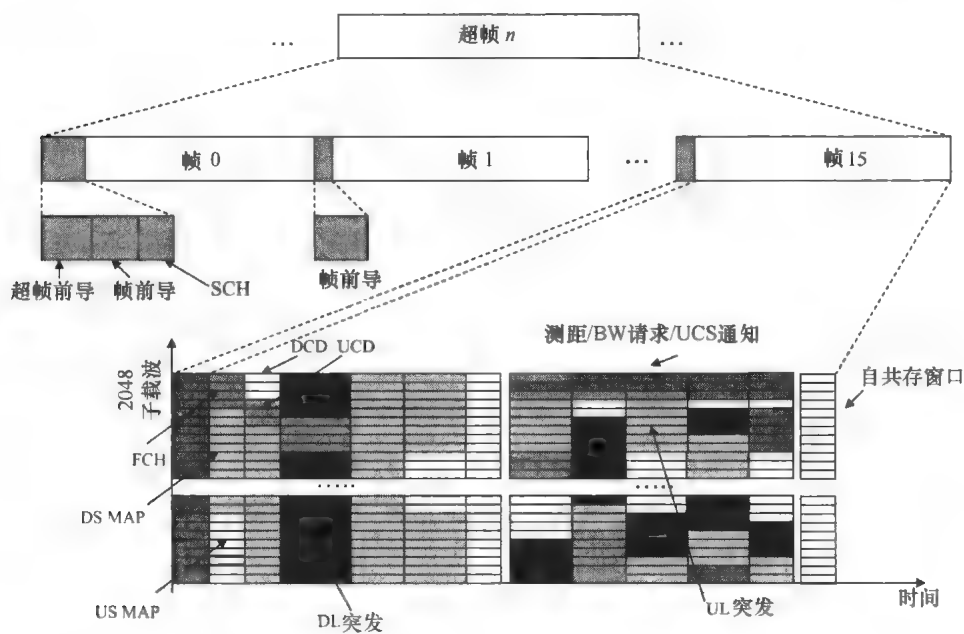 … 超帧 n …
帧 0
帧 1
…
帧 15
超帧前导
帧前导
SCH
帧前导
测距/BW请求/UCS通知
DCD UCD
自共存窗口
2048
子载波
FCH
DS MAP
US MAP
……
……
DL突发
UL突发
时间